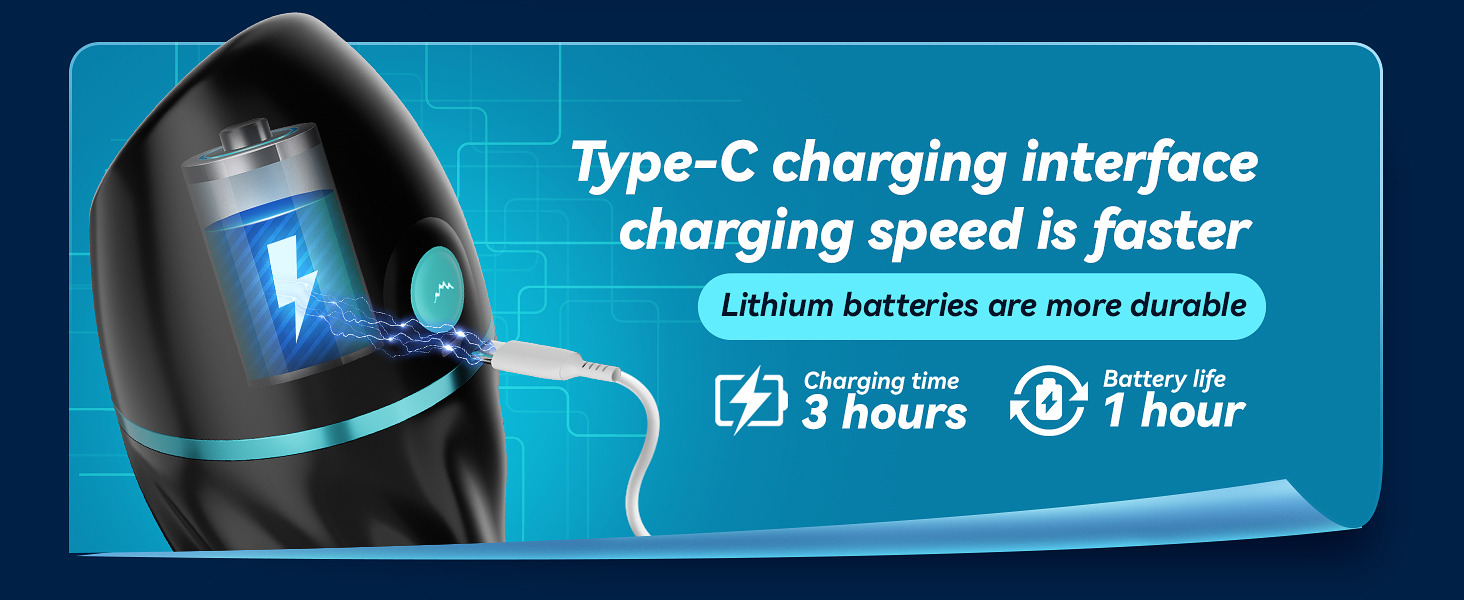 Type-C charging interface
charging speed is faster
Lithium batteries are more durable
Charging time
3 hours
Battery life
1 hour